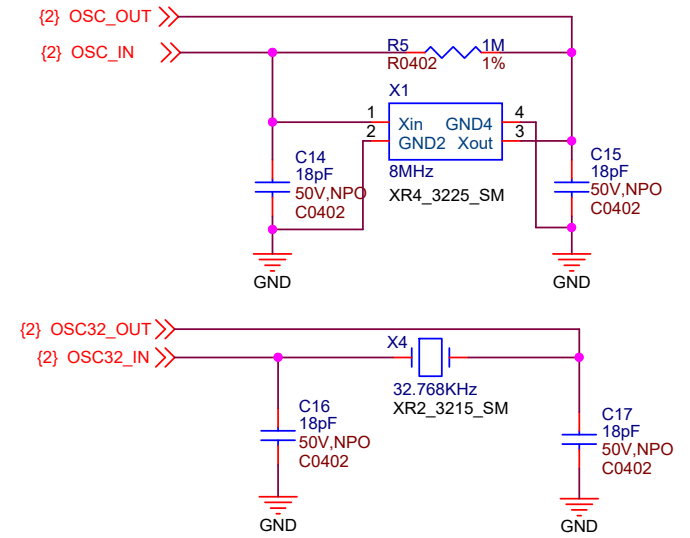 {2} OSC_OUT
{2} OSC_IN
R5 1M
R0402 1%
X1
1 Xin GND4 4
2 GND2 Xout 3
8MHz
XR4_3225_SM
C14
18pF
50V,NPO
C0402
C15
18pF
50V,NPO
C0402
GND
GND
{2} OSC32_OUT
{2} OSC32_IN
X4
32.768KHz
XR2_3215_SM
C16
18pF
50V,NPO
C0402
C17
18pF
50V,NPO
C0402
GND
GND